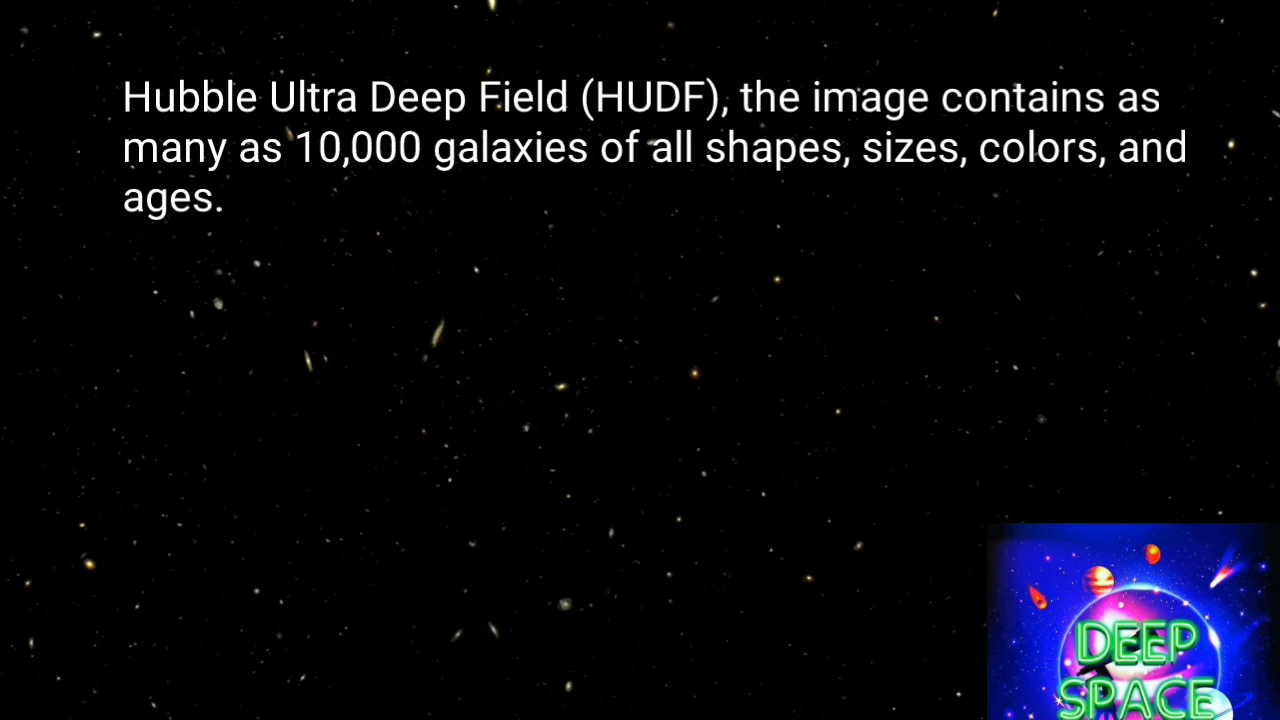 Hubble Ultra Deep Field (HUDF), the image contains as
many as 10,000 galaxies of all shapes, sizes, colors, and
ages.
DEEP
SPACE